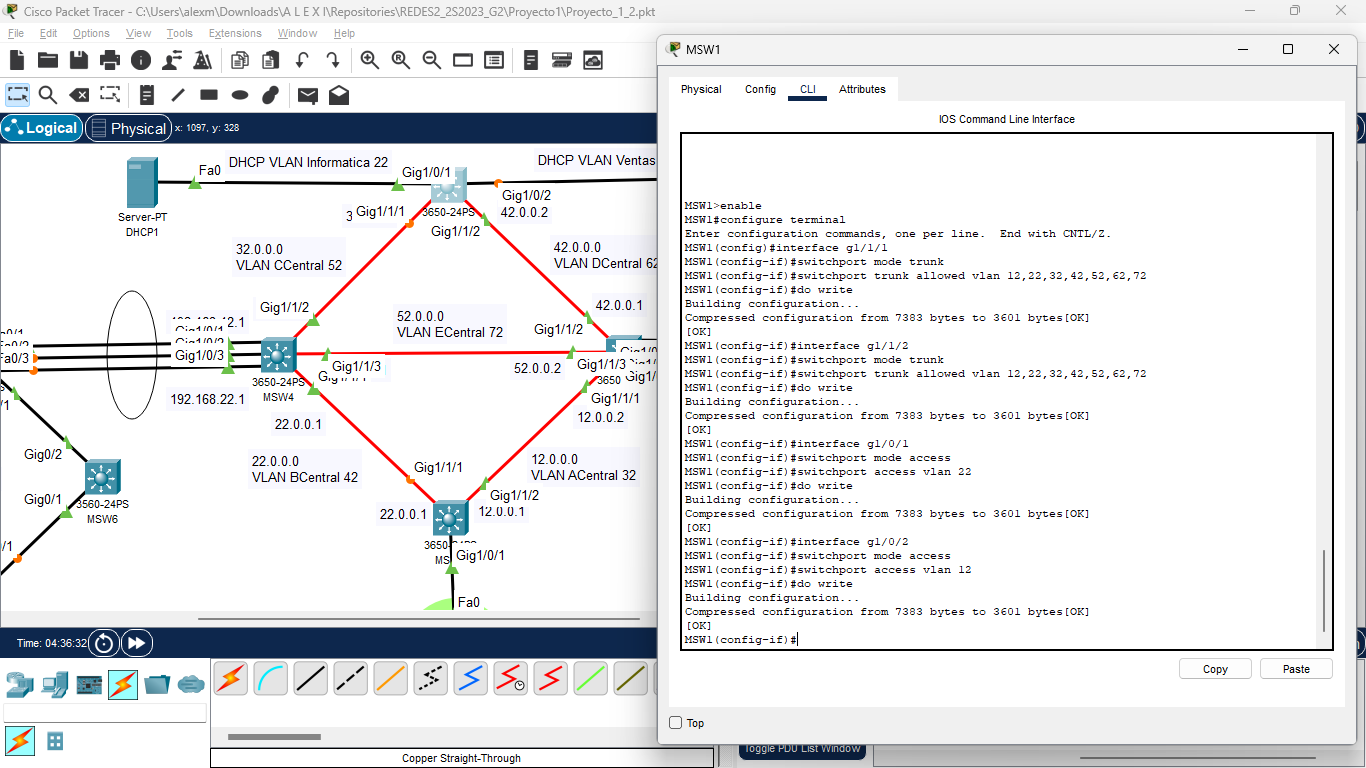 Cisco Packet Tracer - C:\Users\alexm\Downloads\A L E X I\Repositories\REDES2_2S2023_G2\Proyecto1\Proyecto_1_2.pkt
File Edit Options View Tools Extensions Window Help
Logical
Physical
x: 1097, y: 328
DHCP VLAN Informatica 22
DHCP VLAN Ventas
Fa0
Gig1/0/1
Gig1/0/2
42.0.0.2
Server-PT
DHCP1
3
Gig1/1/1
3650-24PS
Gig1/1/2
32.0.0.0
VLAN CCentral 52
42.0.0.0
VLAN DCentral 62
Gig1/1/2
42.0.0.1
52.0.0.0
VLAN ECentral 72
Gig1/1/2
Gig1/0/3
Fa0/3
Gig1/1/3
52.0.0.2
Gig1/1/3
3650
3650-24PS
MSW4
Gig1/1/1
12.0.0.2
192.168.22.1
22.0.0.1
Gig0/2
22.0.0.0
VLAN BCentral 42
Gig1/1/1
12.0.0.0
VLAN ACentral 32
Gig0/1
3560-24PS
MSW6
Gig1/1/2
22.0.0.1
12.0.0.1
Gig1/0/1
Fa0
Time: 04:36:32
Copper Straight-Through
Toggle PDU List Window
MSW1
Physical Config CLI Attributes
IOS Command Line Interface
MSW1>enable
MSW1#configure terminal
Enter configuration commands, one per line. End with CNTL/Z.
MSW1(config)#interface g1/1/1
MSW1(config-if)#switchport mode trunk
MSW1(config-if)#switchport trunk allowed vlan 12,22,32,42,52,62,72
MSW1(config-if)#do write
Building configuration...
Compressed configuration from 7383 bytes to 3601 bytes[OK]
[OK]
MSW1(config-if)#interface g1/1/2
MSW1(config-if)#switchport mode trunk
MSW1(config-if)#switchport trunk allowed vlan 12,22,32,42,52,62,72
MSW1(config-if)#do write
Building configuration...
Compressed configuration from 7383 bytes to 3601 bytes[OK]
[OK]
MSW1(config-if)#interface g1/0/1
MSW1(config-if)#switchport mode access
MSW1(config-if)#switchport access vlan 22
MSW1(config-if)#do write
Building configuration...
Compressed configuration from 7383 bytes to 3601 bytes[OK]
[OK]
MSW1(config-if)#interface g1/0/2
MSW1(config-if)#switchport mode access
MSW1(config-if)#switchport access vlan 12
MSW1(config-if)#do write
Building configuration...
Compressed configuration from 7383 bytes to 3601 bytes[OK]
[OK]
MSW1(config-if)#
Copy
Paste
Top